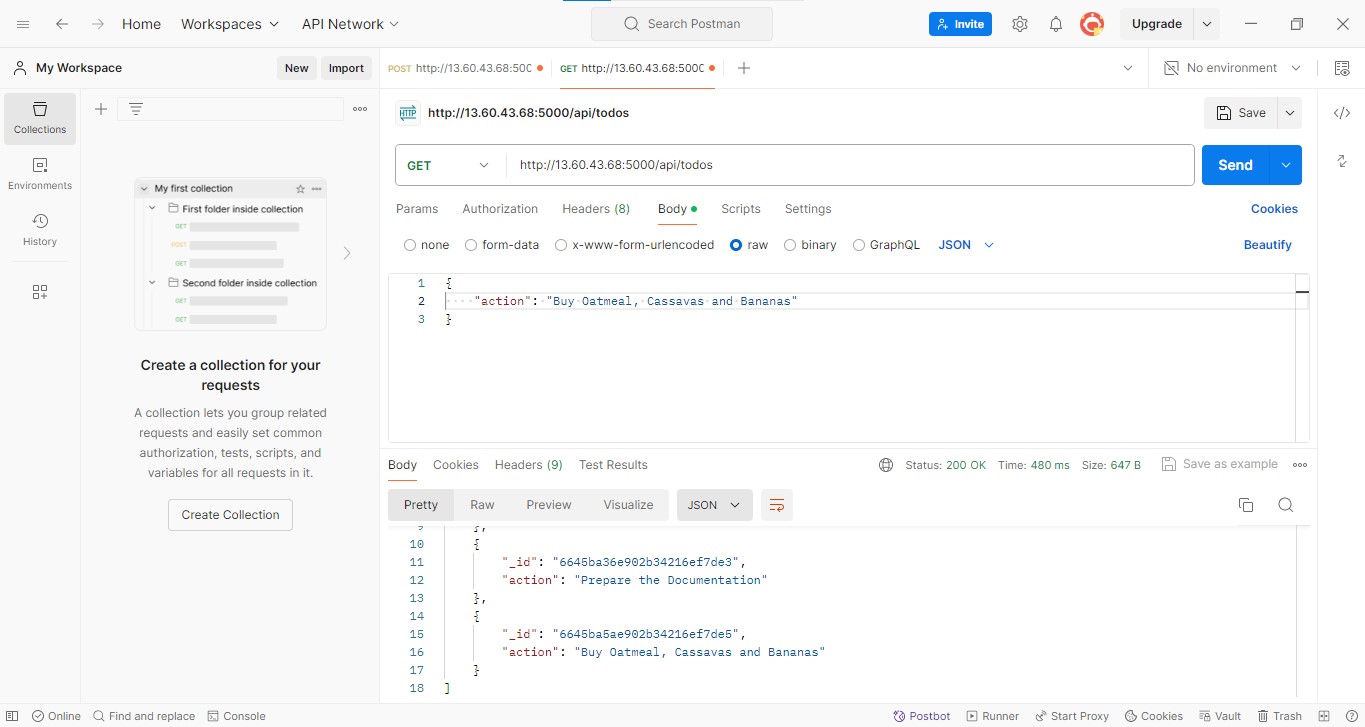 Home Workspaces API Network Search Postman Invite Upgrade
My Workspace New Import POST http://13.60.43.68:500 GET http://13.60.43.68:5000 No environment
Collections
Environments
History
My first collection
First folder inside collection
GET
POST
GET
Second folder inside collection
GET
GET
Create a collection for your
requests
A collection lets you group related
requests and easily set common
authorization, tests, scripts, and
variables for all requests in it.
Create Collection
HTTP http://13.60.43.68:5000/api/todos Save
GET http://13.60.43.68:5000/api/todos Send
Params Authorization Headers (8) Body Scripts Settings Cookies
none form-data x-www-form-urlencoded raw binary GraphQL JSON Beautify
1 {
2 "action": "Buy Oatmeal, Cassavas and Bananas"
3 }
Body Cookies Headers (9) Test Results Status: 200 OK Time: 480 ms Size: 647 B Save as example
Pretty Raw Preview Visualize JSON
9 },
10 {
11 "_id": "6645ba36e902b34216ef7de3",
12 "action": "Prepare the Documentation"
13 },
14 {
15 "_id": "6645ba5ae902b34216ef7de5",
16 "action": "Buy Oatmeal, Cassavas and Bananas"
17 }
18 ]
Online Find and replace Console Postbot Runner Start Proxy Cookies Vault Trash